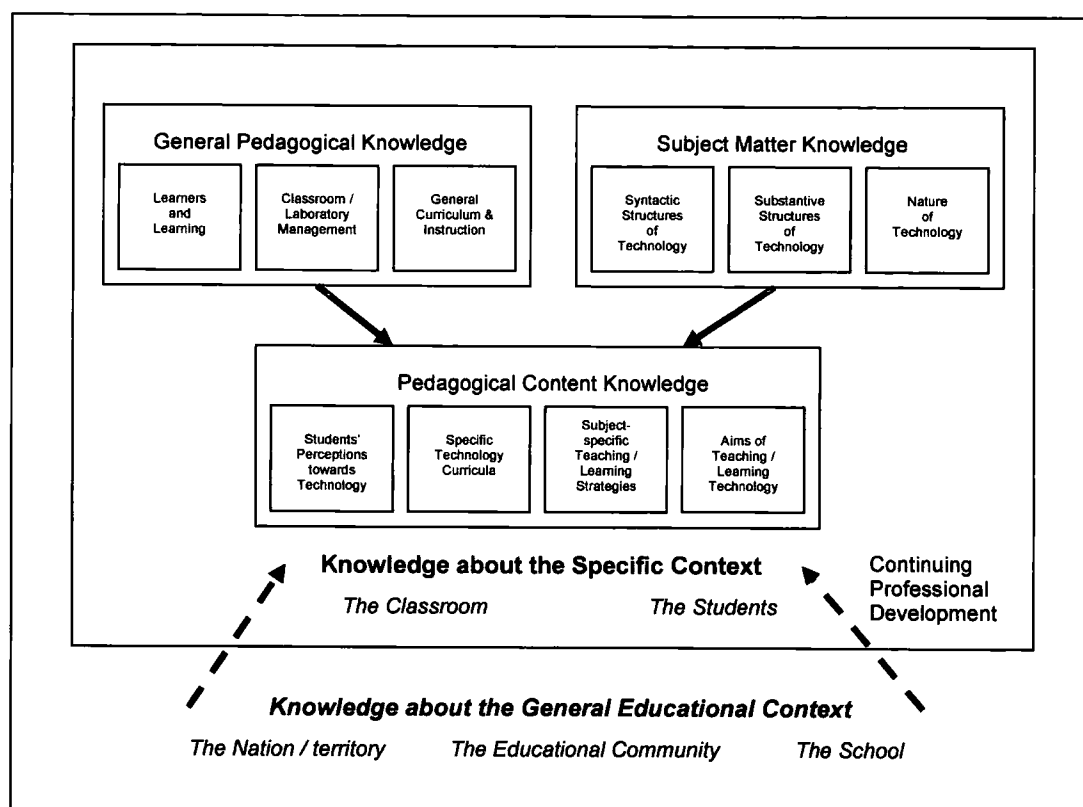 General Pedagogical Knowledge
Learners
and
Learning
Classroom /
Laboratory
Management
General
Curriculum &
Instruction
Subject Matter Knowledge
Syntactic
Structures
of
Technology
Substantive
Structures
of
Technology
Nature
of
Technology
Pedagogical Content Knowledge
Students'
Perceptions
towards
Technology
Specific
Technology
Curricula
Subject-
specific
Teaching /
Learning
Strategies
Aims of
Teaching /
Learning
Technology
Knowledge about the Specific Context
The Classroom
The Students
Continuing
Professional
Development
Knowledge about the General Educational Context
The Nation / territory
The Educational Community
The School